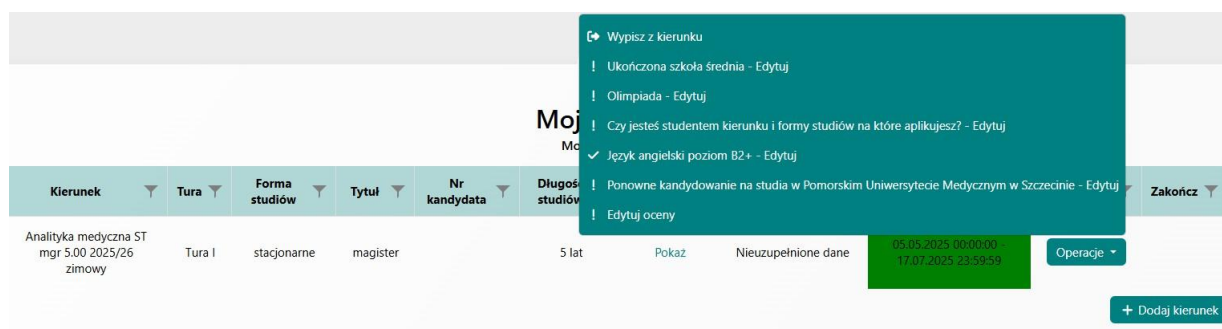 Wypisz z kierunku
! Ukończona szkoła średnia - Edytuj
! Olimpiada - Edytuj
! Czy jesteś studentem kierunku i formy studiów na które aplikujesz? - Edytuj
Język angielski poziom B2+ - Edytuj
! Ponowne kandydowanie na studia w Pomorskim Uniwersytecie Medycznym w Szczecinie - Edytuj
! Edytuj oceny
Moj
Kierunek Tura Forma studiów Tytuł Nr kandydata Długoś studiów Zakończ
Analityka medyczna ST
mgr 5.00 2025/26
zimowy
Tura I stacjonarne magister 5 lat Pokaż Nieuzupełnione dane
05.05.2025 00:00:00 -
17.07.2025 23:59:59
Operacje
+ Dodaj kierunek